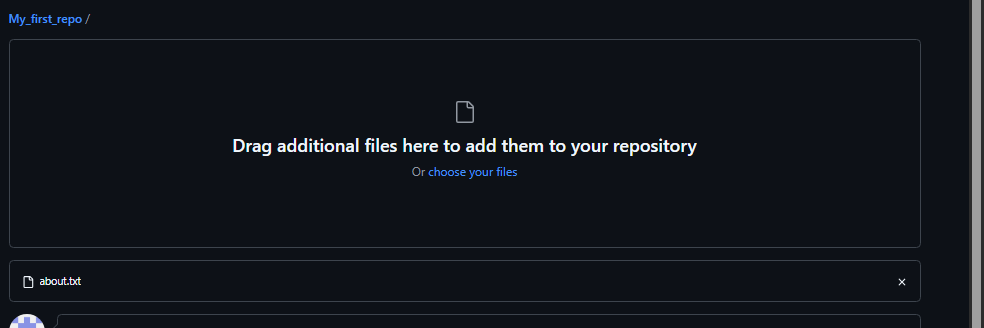 My_first_repo /
Drag additional files here to add them to your repository
Or choose your files
about.txt